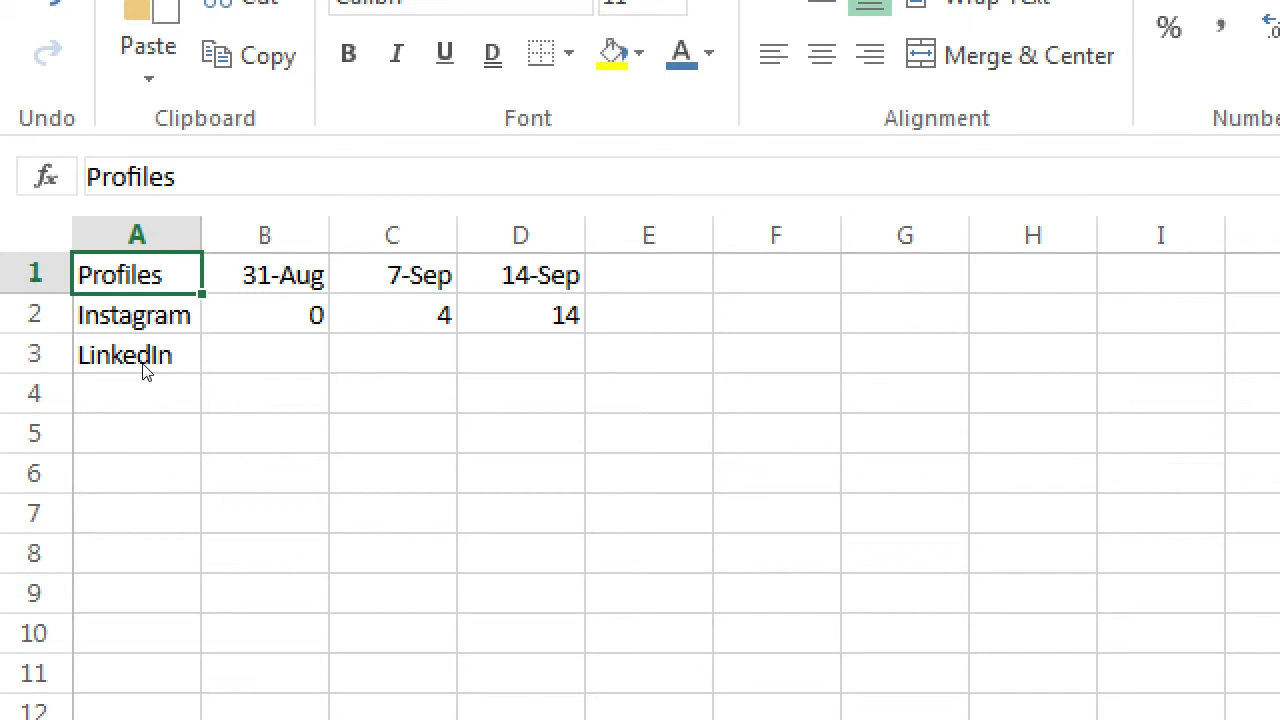 Paste
Copy
B I U D
A
Merge & Center
% ,
Undo
Clipboard
Font
Alignment
fx
Profiles
A B C D E F G H I
1 Profiles 31-Aug 7-Sep 14-Sep
2 Instagram 0 4 14
3 LinkedIn
4
5
6
7
8
9
10
11
12